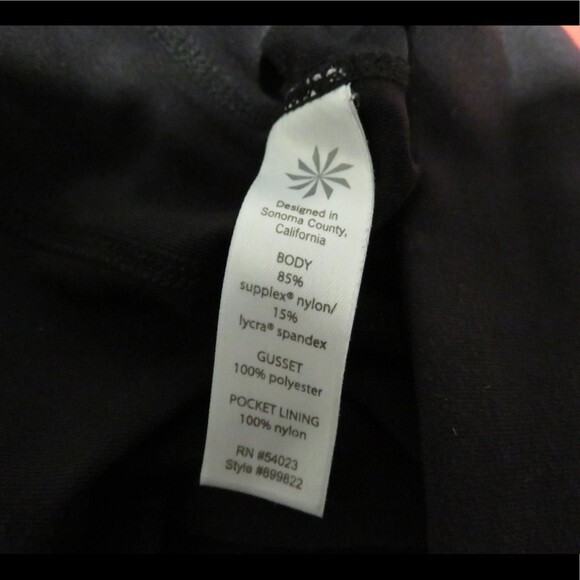 Designed in
Sonoma County,
California
BODY
85%
supplex® nylon/
15%
lycra® spandex
GUSSET
100% polyester
POCKET LINING
100% nylon
RN #54023
Style #899822